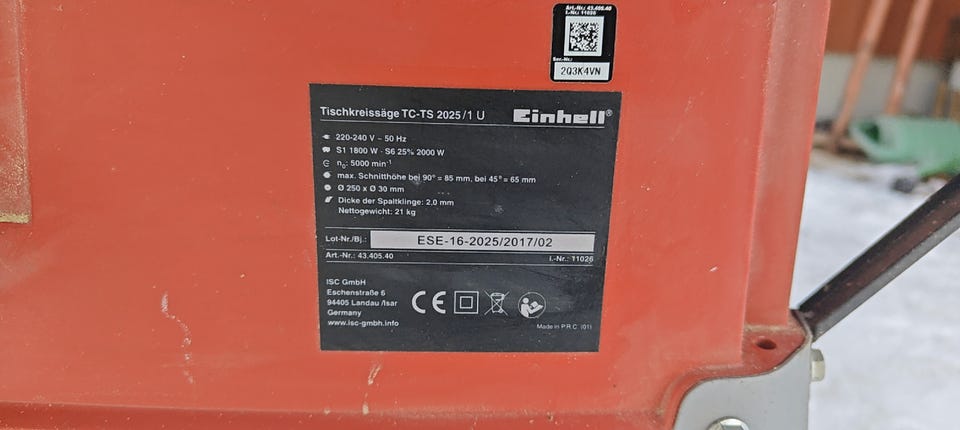 Art.-Nr.: 43.405.40
I.-Nr.: 11026
Ser.-Nr.:
2Q3K4VN
Tischkreissäge TC-TS 2025/1 U Einhell®
220-240 V ~ 50 Hz
S1 1800 W · S6 25% 2000 W
n₀: 5000 min⁻¹
max. Schnitthöhe bei 90° = 85 mm, bei 45° = 65 mm
Ø 250 x Ø 30 mm
Dicke der Spaltklinge: 2,0 mm
Nettogewicht: 21 kg
Lot-Nr./Bj.: ESE-16-2025/2017/02
Art.-Nr.: 43.405.40 I.-Nr.: 11026
ISC GmbH
Eschenstraße 6
94405 Landau /Isar
Germany
www.isc-gmbh.info
CE
Made in P.R.C. (01)